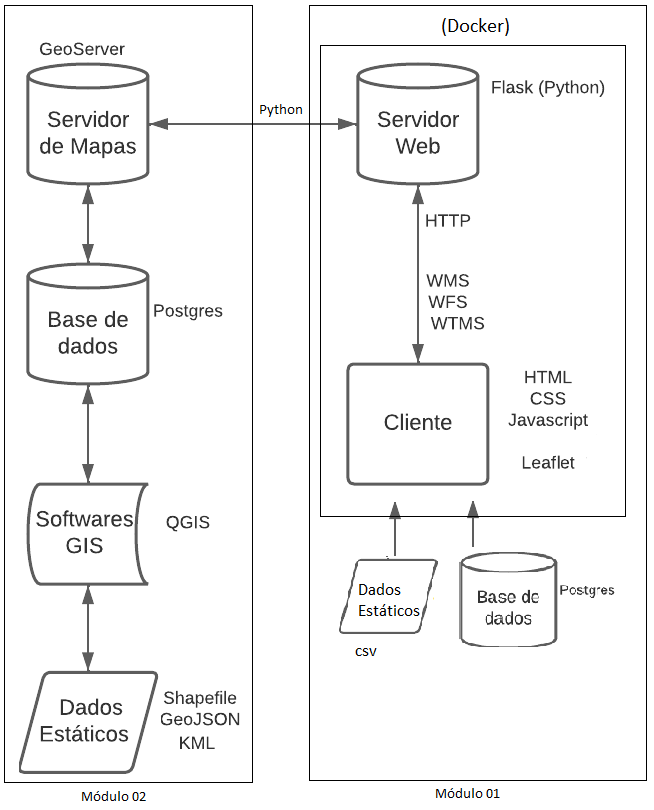 GeoServer
Servidor
de Mapas
Postgres
Base de
dados
Softwares
GIS
QGIS
Dados
Estáticos
Shapefile
GeoJSON
KML
Módulo 02
Python
(Docker)
Servidor
Web
Flask (Python)
HTTP
WMS
WFS
WTMS
Cliente
HTML
CSS
Javascript
Leaflet
Dados
Estáticos
csv
Base de
dados
Postgres
Módulo 01